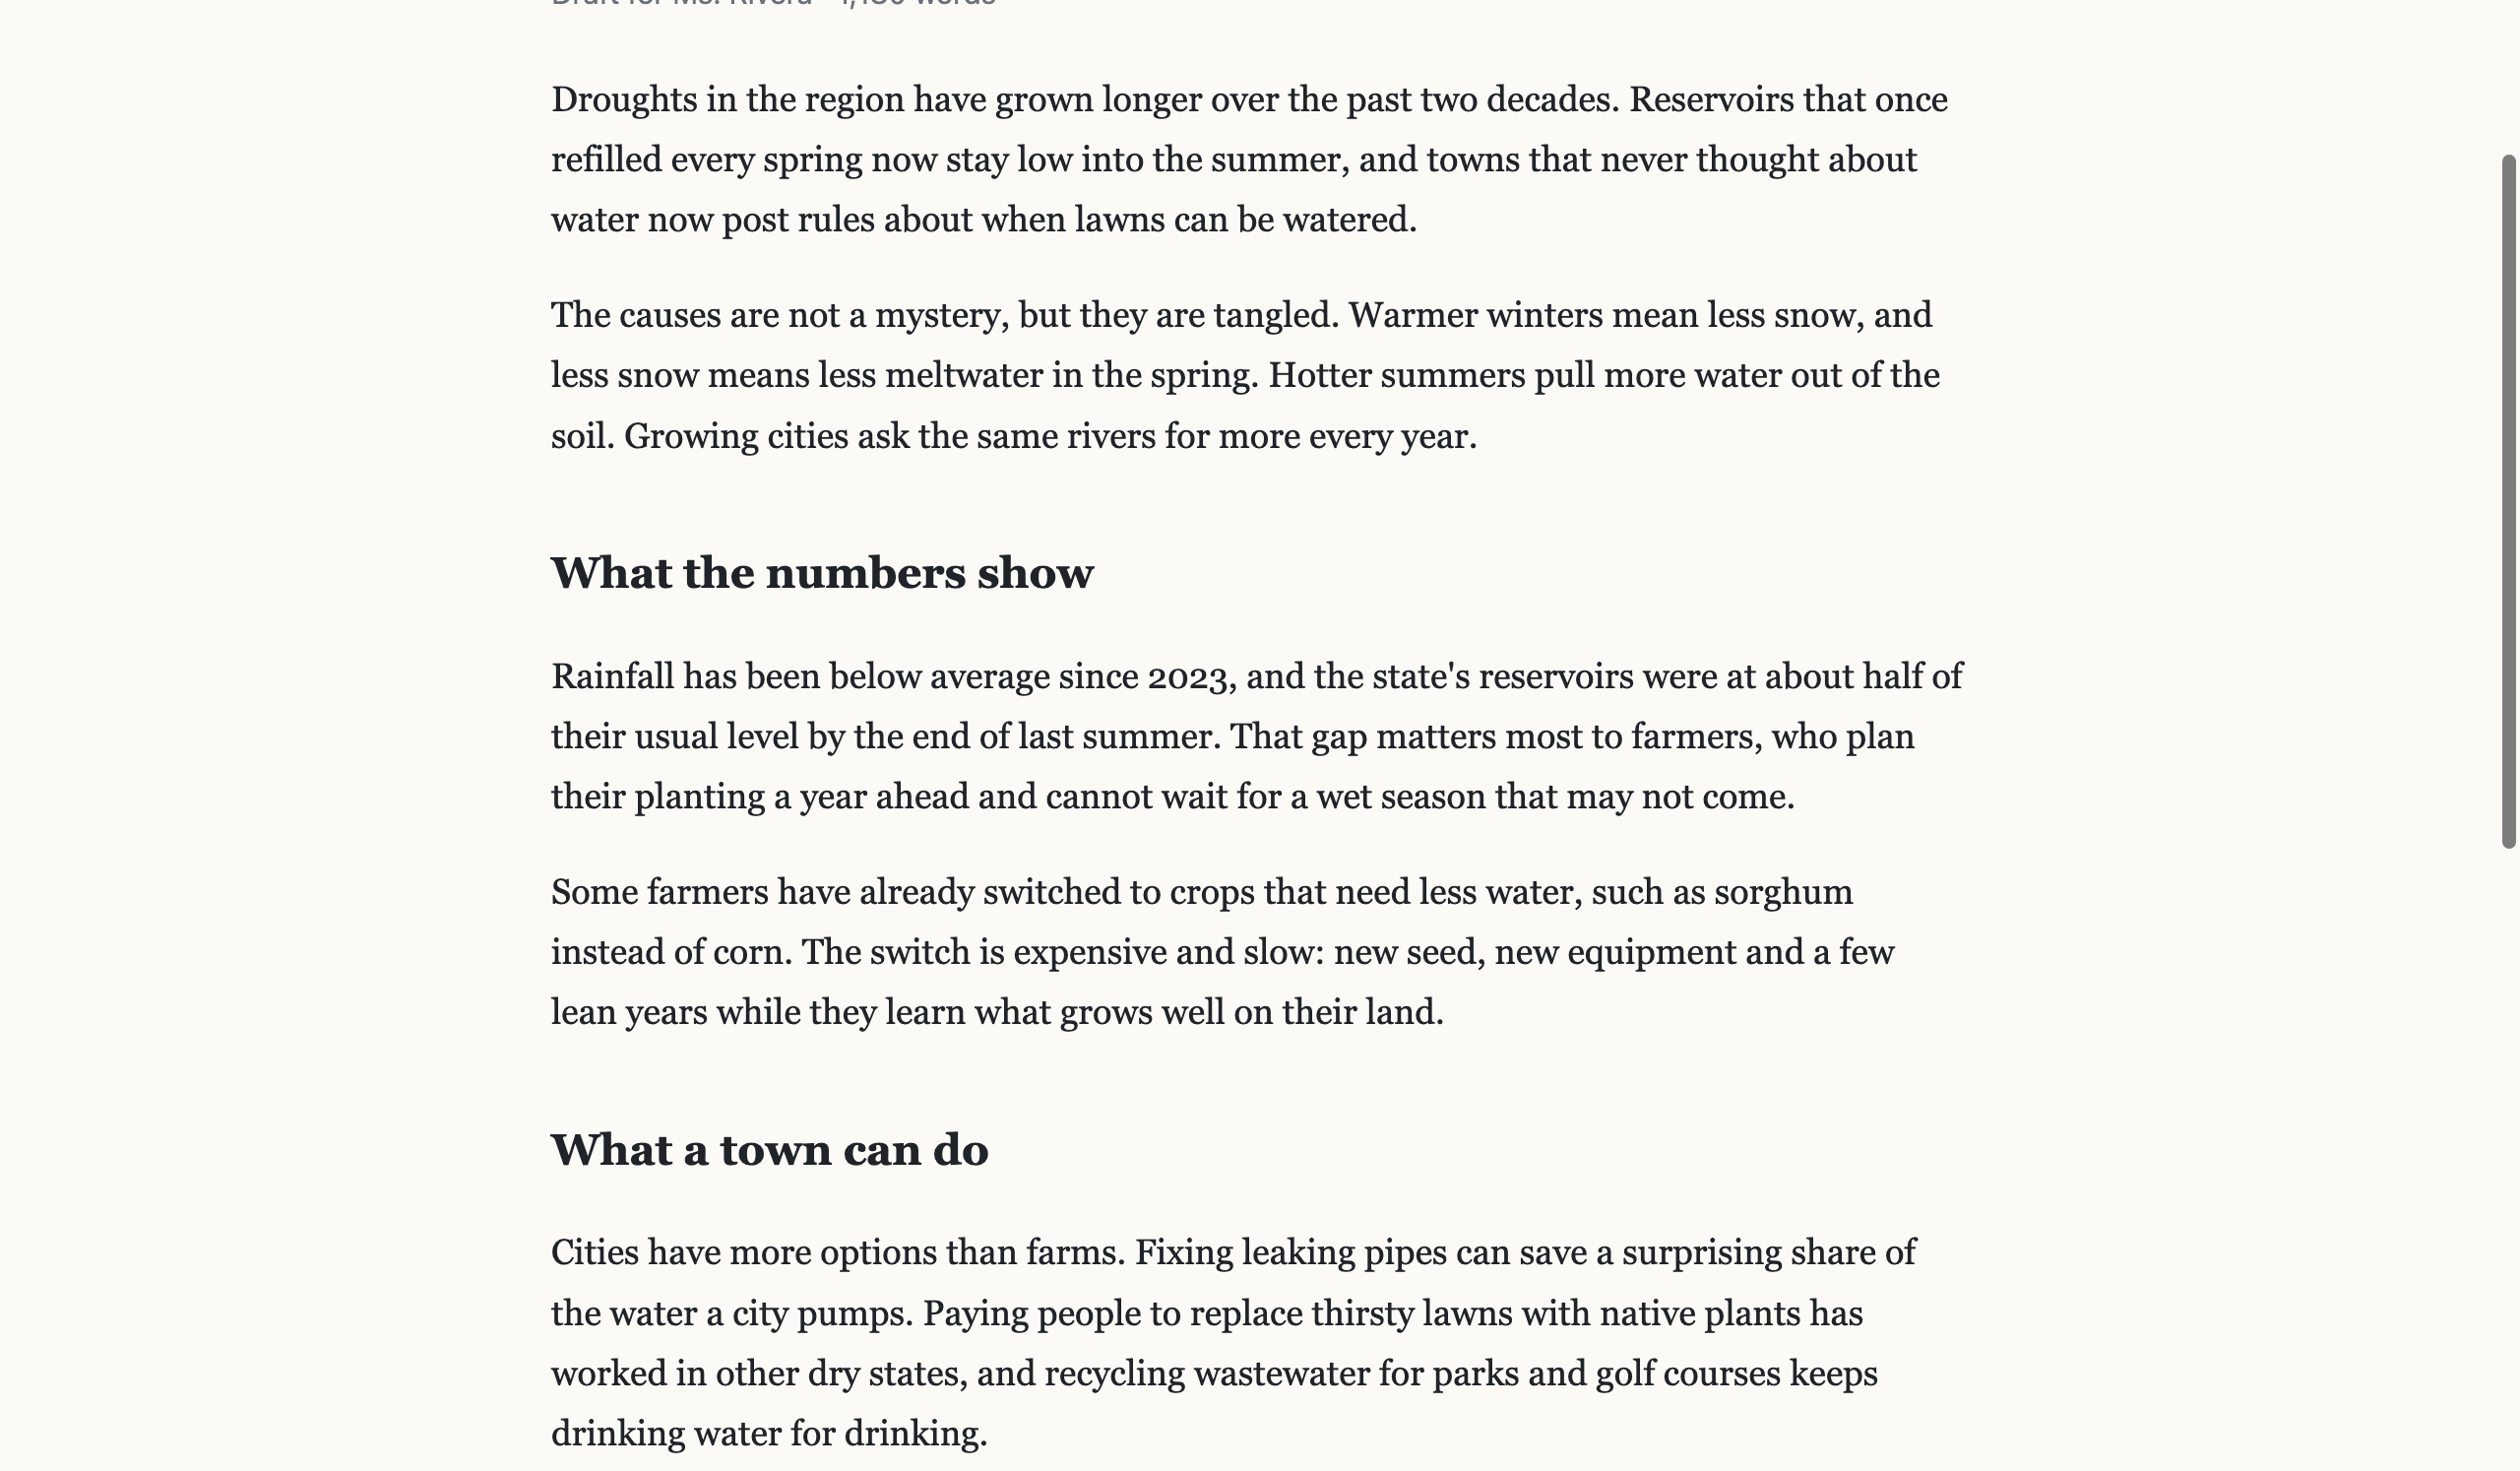 Droughts in the region have grown longer over the past two decades. Reservoirs that once
refilled every spring now stay low into the summer, and towns that never thought about
water now post rules about when lawns can be watered.
The causes are not a mystery, but they are tangled. Warmer winters mean less snow, and
less snow means less meltwater in the spring. Hotter summers pull more water out of the
soil. Growing cities ask the same rivers for more every year.
What the numbers show
Rainfall has been below average since 2023, and the state's reservoirs were at about half of
their usual level by the end of last summer. That gap matters most to farmers, who plan
their planting a year ahead and cannot wait for a wet season that may not come.
Some farmers have already switched to crops that need less water, such as sorghum
instead of corn. The switch is expensive and slow: new seed, new equipment and a few
lean years while they learn what grows well on their land.
What a town can do
Cities have more options than farms. Fixing leaking pipes can save a surprising share of
the water a city pumps. Paying people to replace thirsty lawns with native plants has
worked in other dry states, and recycling wastewater for parks and golf courses keeps
drinking water for drinking.